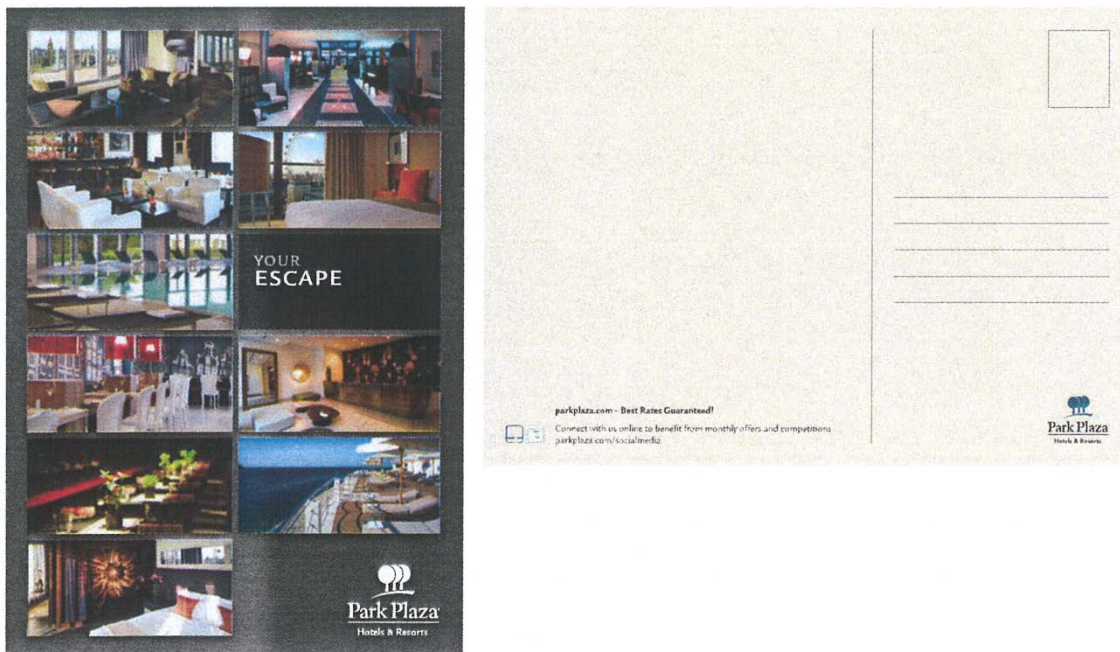 YOUR
ESCAPE
Park Plaza
Hotels & Resorts
parkplaza.com - Best Rates Guaranteed!
Connect with us online to benefit from monthly offers and competitions
parkplaza.com/socialmedia
Park Plaza
Hotels & Resorts